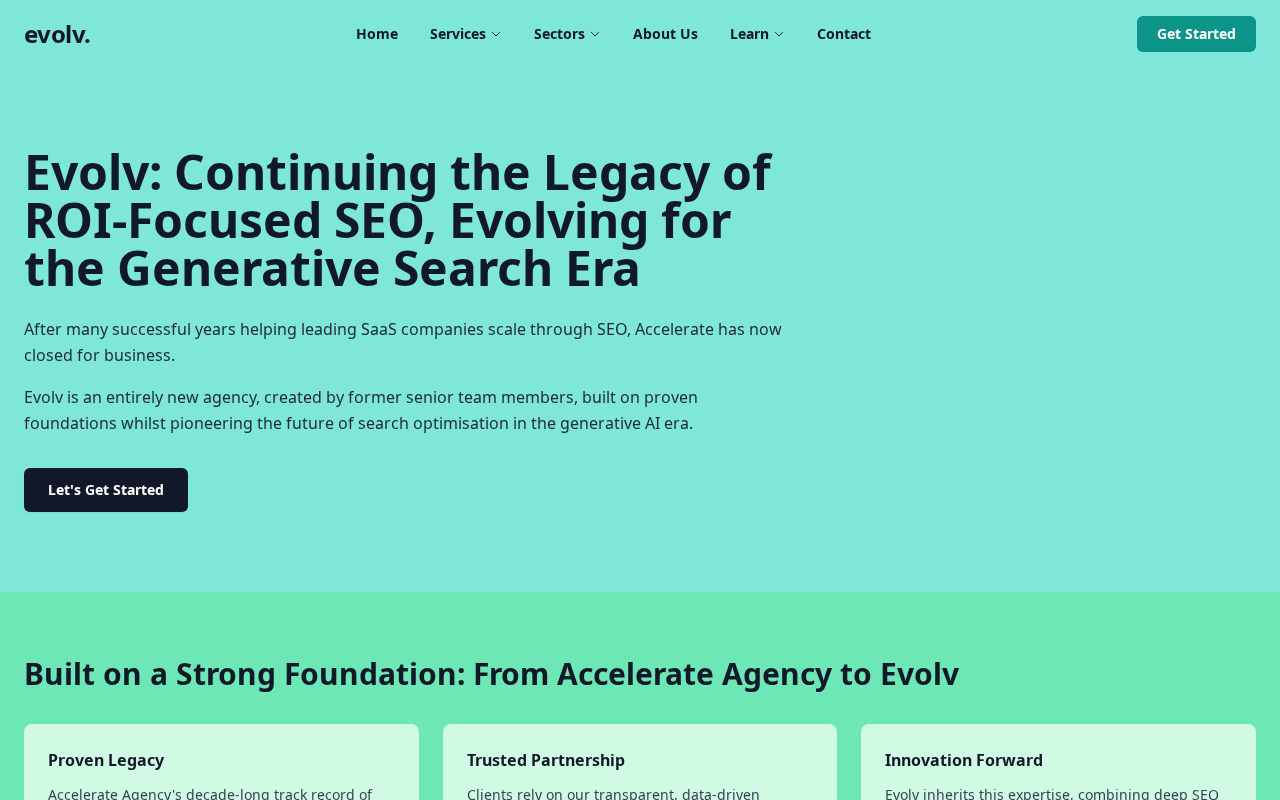 evolv.
Home
Services
Sectors
About Us
Learn
Contact
Get Started
Evolv: Continuing the Legacy of
ROI-Focused SEO, Evolving for
the Generative Search Era
After many successful years helping leading SaaS companies scale through SEO, Accelerate has now
closed for business.
Evolv is an entirely new agency, created by former senior team members, built on proven
foundations whilst pioneering the future of search optimisation in the generative AI era.
Let's Get Started
Built on a Strong Foundation: From Accelerate Agency to Evolv
Proven Legacy
Accelerate Agency's decade-long track record of
Trusted Partnership
Clients rely on our transparent, data-driven
Innovation Forward
Evolv inherits this expertise, combining deep SEO